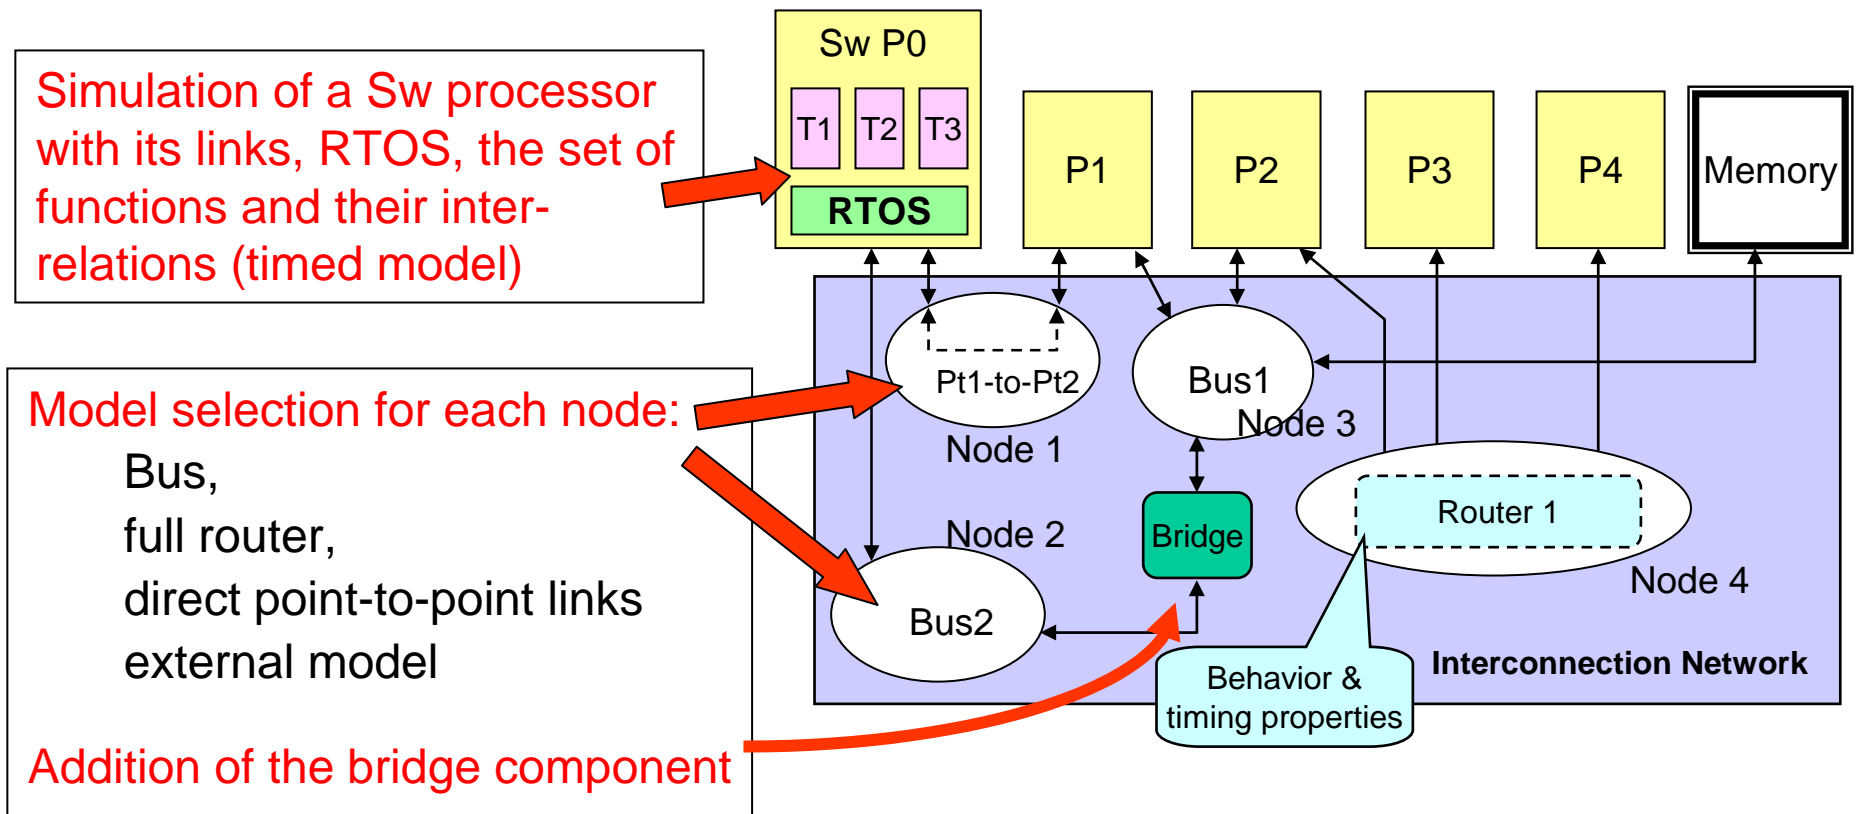 Simulation of a Sw processor
with its links, RTOS, the set of
functions and their inter-
relations (timed model)
Sw P0
T1
T2
T3
RTOS
P1
P2
P3
P4
Memory
Model selection for each node:
Bus,
full router,
direct point-to-point links
external model
Addition of the bridge component
Pt1-to-Pt2
Node 1
Bus1
Node 3
Node 2
Bus2
Bridge
Router 1
Node 4
Behavior &
timing properties
Interconnection Network